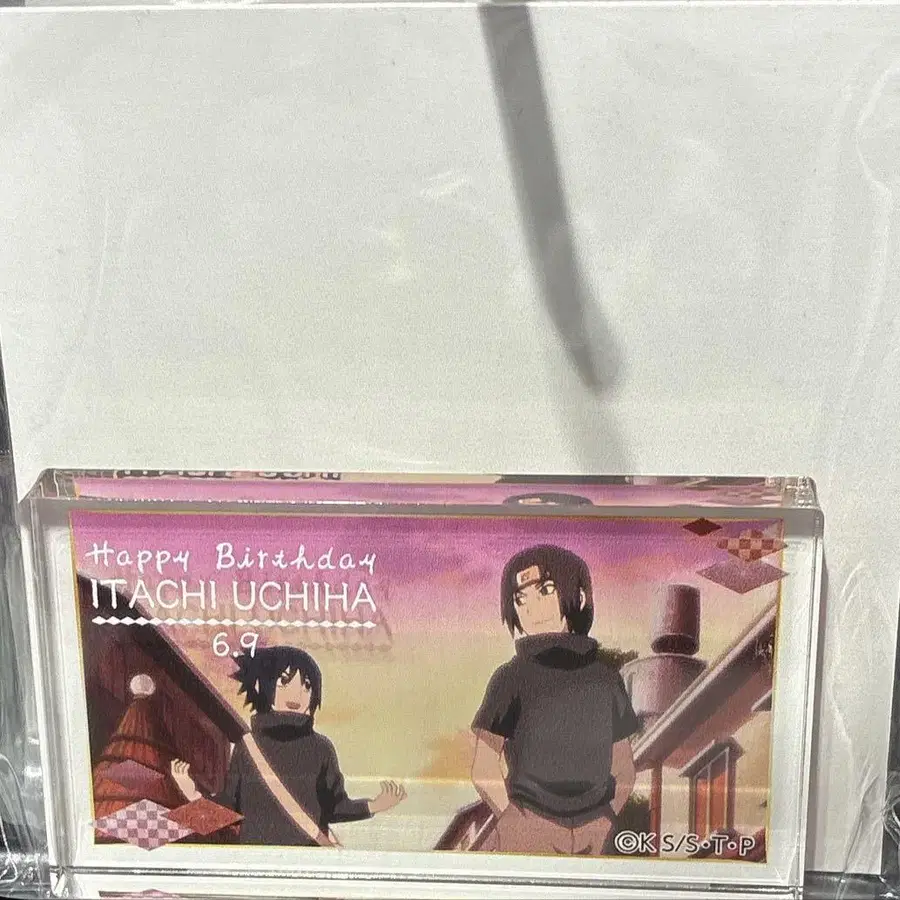 Happy Birthday
ITACHI UCHIHA
6.9
©K S/S・T・P